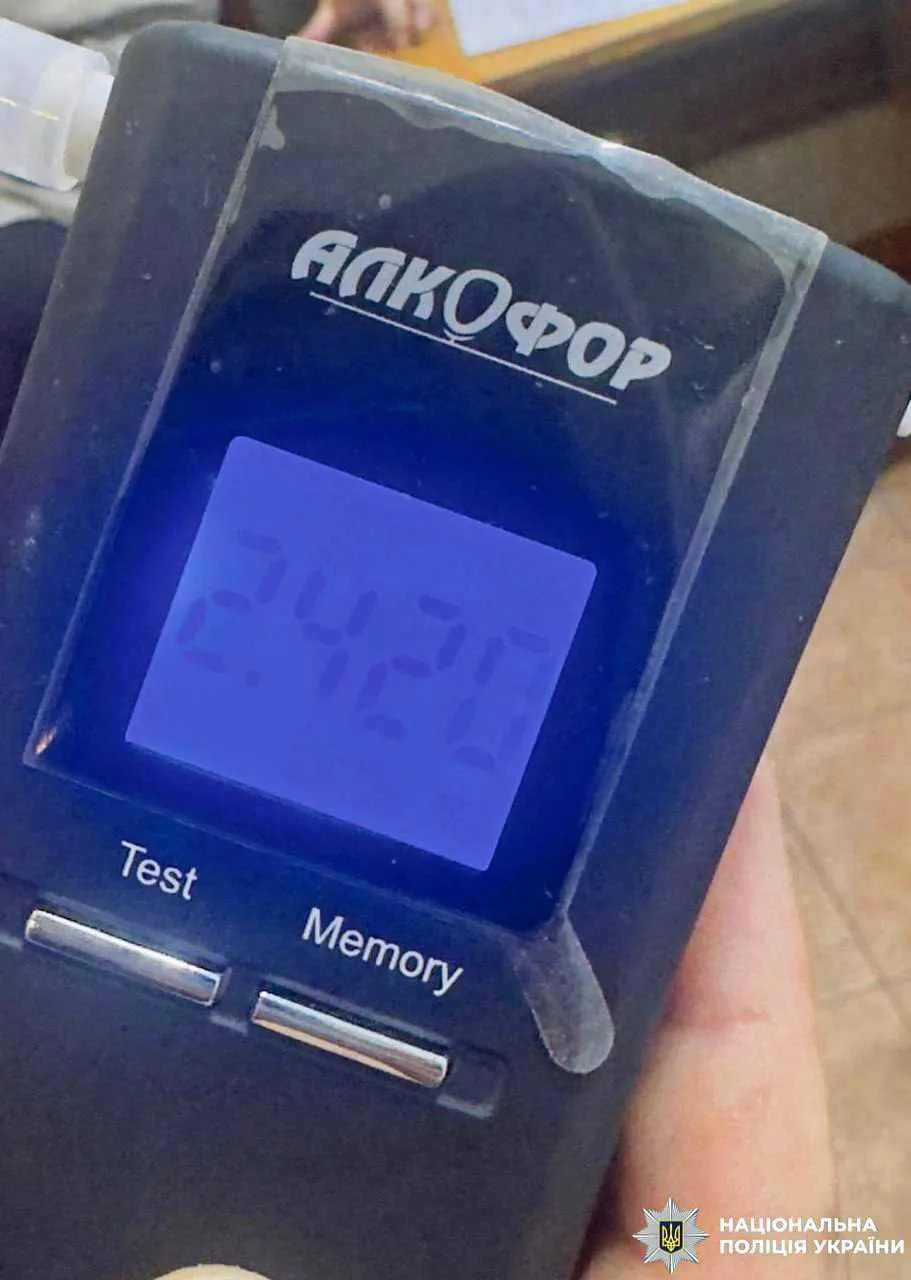 АЛКОФОР
2.420
Test
Memory
НАЦІОНАЛЬНА
ПОЛІЦІЯ УКРАЇНИ